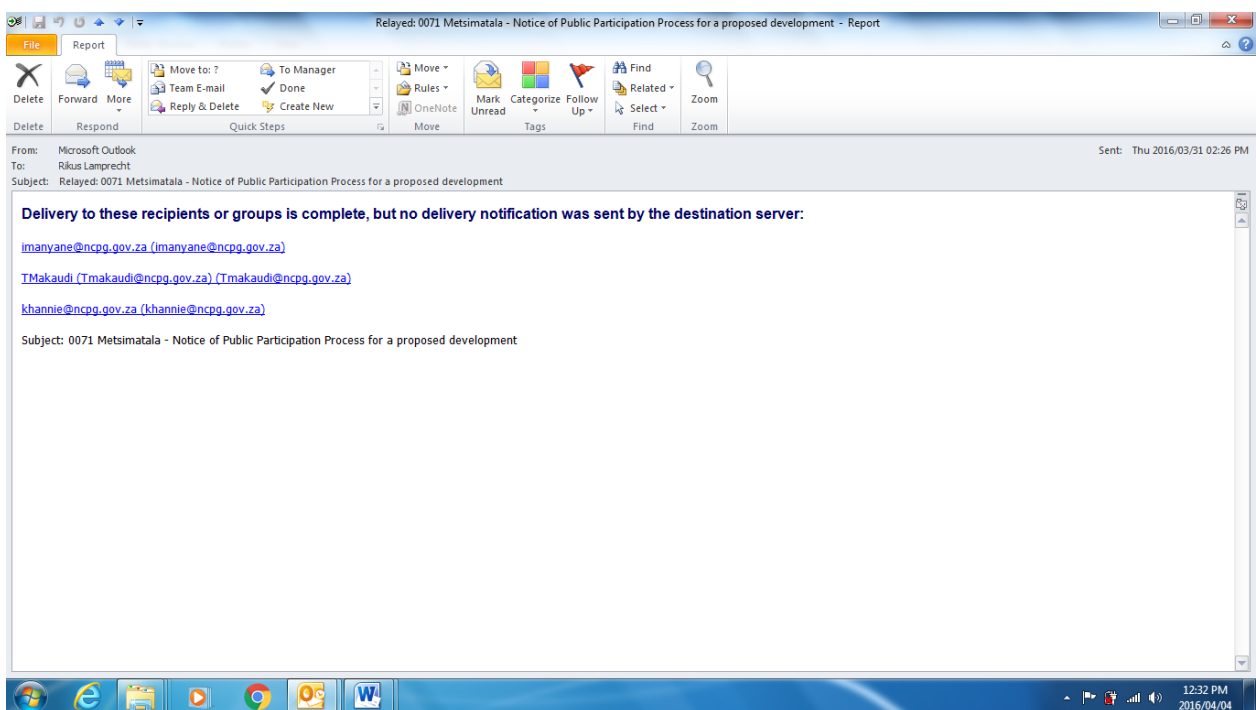 Relayed: 0071 Metsimatala - Notice of Public Participation Process for a proposed development - Report
File Report
Move to: ? To Manager Move Find
Team E-mail Done Rules Related
Delete Forward More Reply & Delete Create New OneNote Mark Unread Categorize Follow Up Select Zoom
Delete Respond Quick Steps Move Tags Find Zoom
From: Microsoft Outlook Sent: Thu 2016/03/31 02:26 PM
To: Rikus Lamprecht
Subject: Relayed: 0071 Metsimatala - Notice of Public Participation Process for a proposed development
Delivery to these recipients or groups is complete, but no delivery notification was sent by the destination server:
imanyane@ncpg.gov.za (imanyane@ncpg.gov.za)
TMakaudi (Tmakaudi@ncpg.gov.za) (Tmakaudi@ncpg.gov.za)
khannie@ncpg.gov.za (khannie@ncpg.gov.za)
Subject: 0071 Metsimatala - Notice of Public Participation Process for a proposed development
12:32 PM
2016/04/04